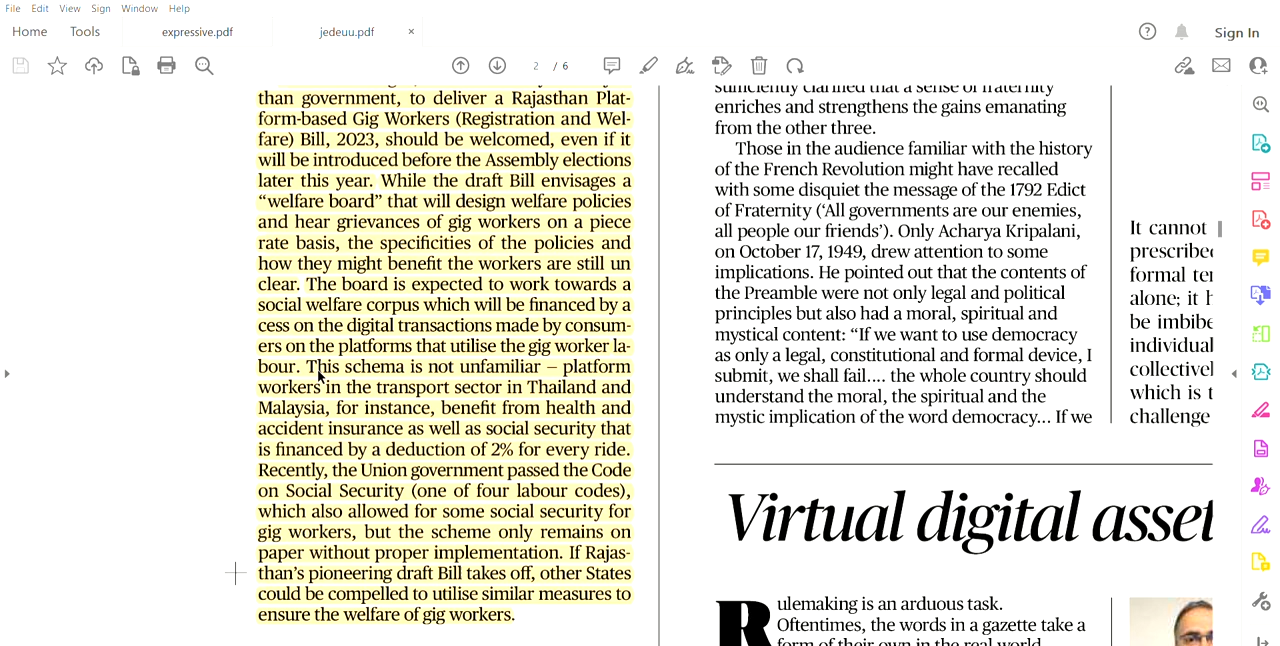 File Edit View Sign Window Help
Home Tools expressive.pdf jedeuu.pdf × ? Sign In
2 / 6
than government, to deliver a Rajasthan Plat-
form-based Gig Workers (Registration and Wel-
fare) Bill, 2023, should be welcomed, even if it
will be introduced before the Assembly elections
later this year. While the draft Bill envisages a
“welfare board” that will design welfare policies
and hear grievances of gig workers on a piece
rate basis, the specificities of the policies and
how they might benefit the workers are still un
clear. The board is expected to work towards a
social welfare corpus which will be financed by a
cess on the digital transactions made by consum-
ers on the platforms that utilise the gig worker la-
bour. This schema is not unfamiliar – platform
workers in the transport sector in Thailand and
Malaysia, for instance, benefit from health and
accident insurance as well as social security that
is financed by a deduction of 2% for every ride.
Recently, the Union government passed the Code
on Social Security (one of four labour codes),
which also allowed for some social security for
gig workers, but the scheme only remains on
paper without proper implementation. If Rajas-
than’s pioneering draft Bill takes off, other States
could be compelled to utilise similar measures to
ensure the welfare of gig workers.
sufficiently clarified that a sense of fraternity
enriches and strengthens the gains emanating
from the other three.
Those in the audience familiar with the history
of the French Revolution might have recalled
with some disquiet the message of the 1792 Edict
of Fraternity (‘All governments are our enemies,
all people our friends’). Only Acharya Kripalani,
on October 17, 1949, drew attention to some
implications. He pointed out that the contents of
the Preamble were not only legal and political
principles but also had a moral, spiritual and
mystical content: “If we want to use democracy
as only a legal, constitutional and formal device, I
submit, we shall fail.... the whole country should
understand the moral, the spiritual and the
mystic implication of the word democracy... If we
It cannot
prescribed
formal ter
alone; it h
be imbibe
individual
collectivel
which is t
challenge
Virtual digital asset
Rulemaking is an arduous task.
Oftentimes, the words in a gazette take a
form of their own in the real world.